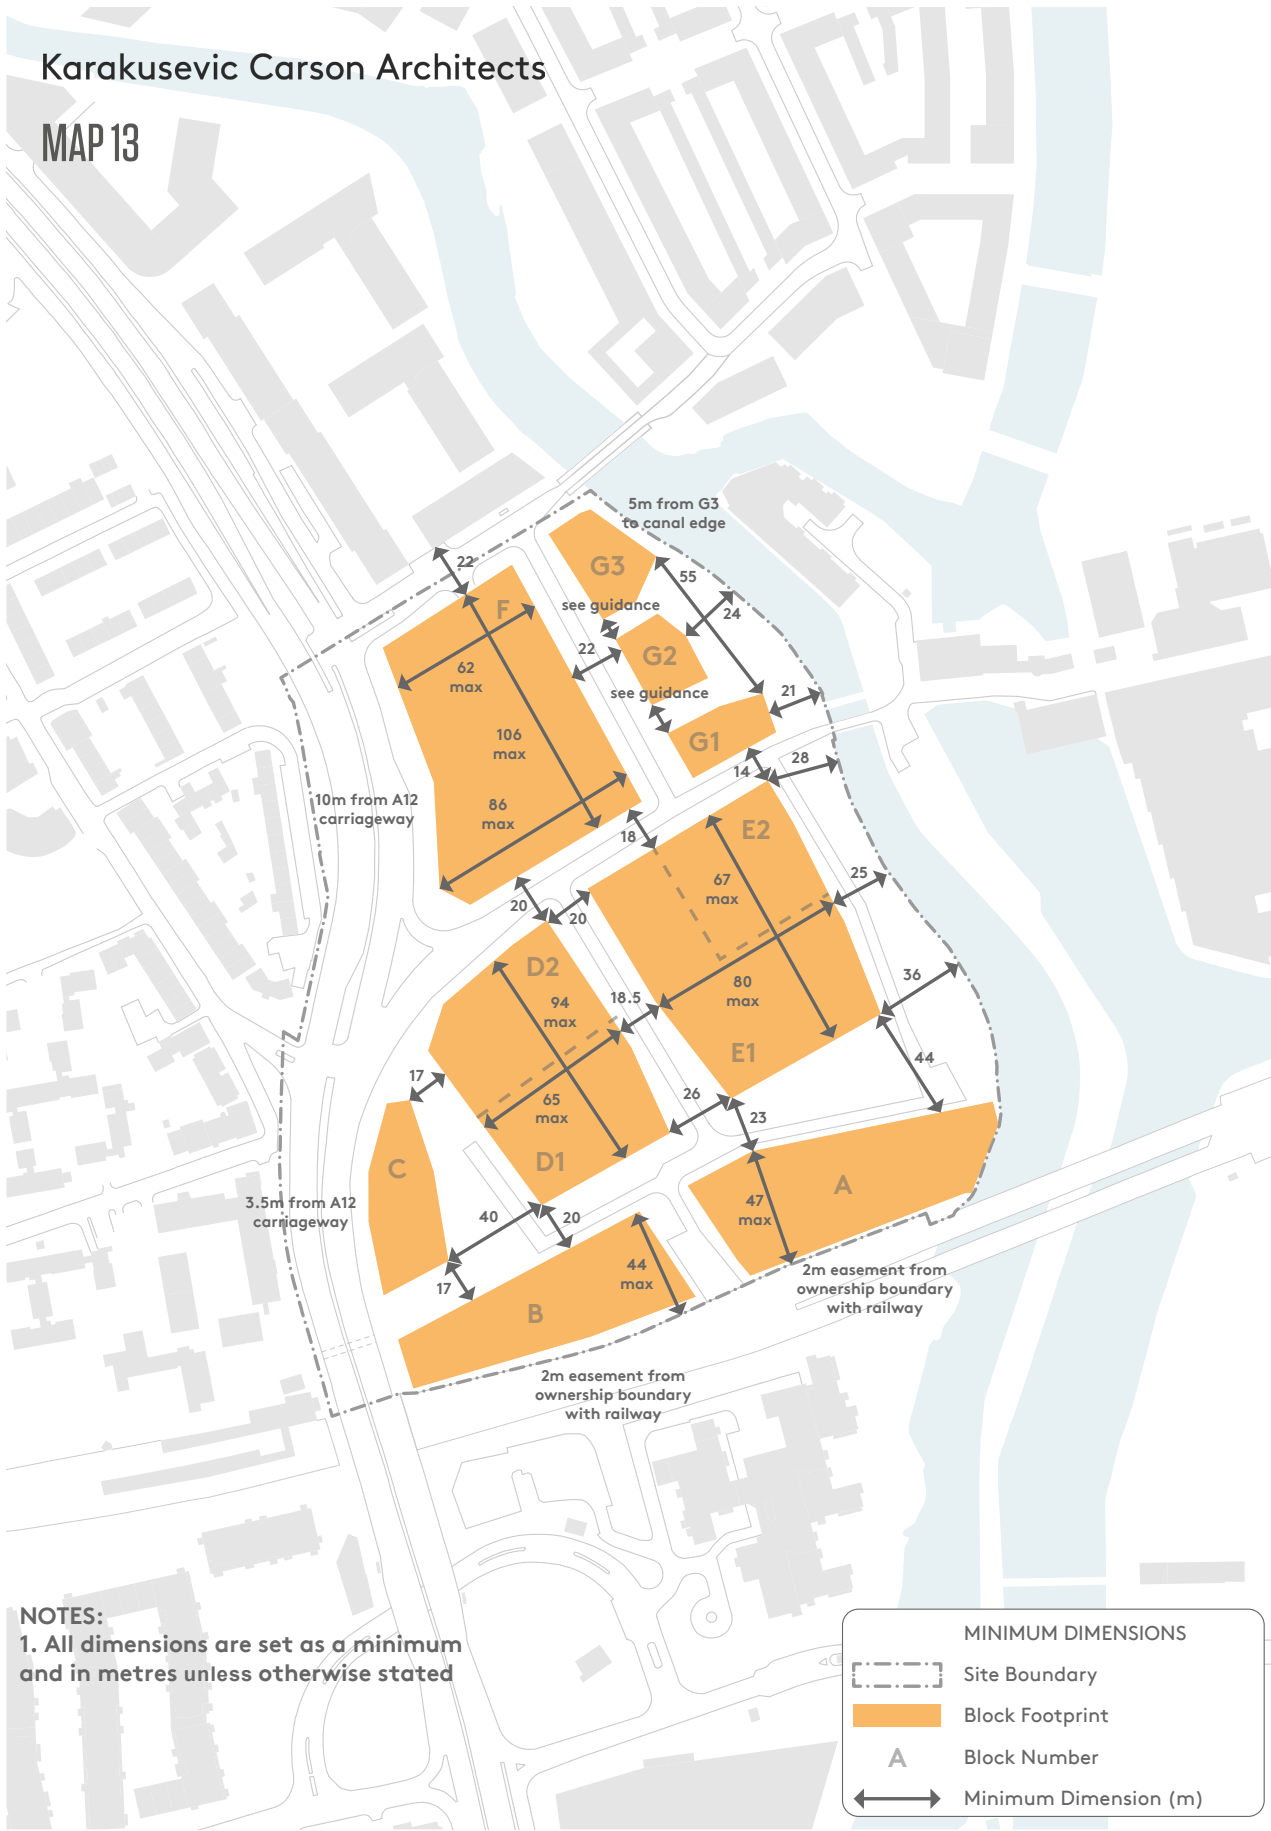 Karakusevic Carson Architects
MAP 13
5m from G3
to canal edge
22
G3
55
see guidance
F
24
22
G2
62
max
see guidance
21
106
max
G1
28
14
10m from A12
carriageway
86
max
18
E2
67
max
25
20
20
D2
36
80
max
18.5
94
max
E1
44
17
26
65
max
23
D1
C
A
3.5m from A12
carriageway
47
max
40
20
44
max
2m easement from
ownership boundary
with railway
17
B
2m easement from
ownership boundary
with railway
NOTES:
1. All dimensions are set as a minimum
and in metres unless otherwise stated
MINIMUM DIMENSIONS
Site Boundary
Block Footprint
A
Block Number
Minimum Dimension (m)